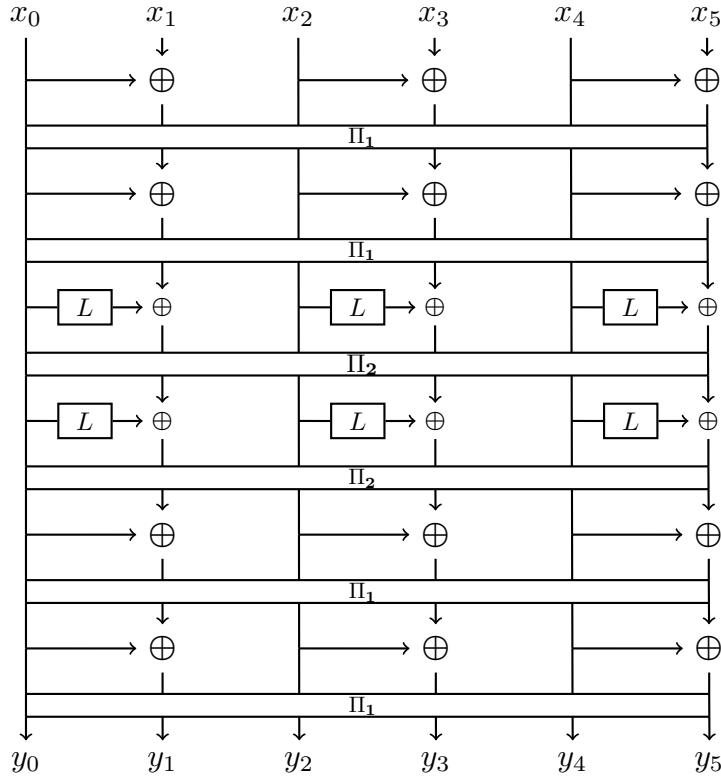 x₀ x₁ x₂ x₃ x₄ x₅
Π₁
Π₁
L L L
Π₂
L L L
Π₂
Π₁
Π₁
y₀ y₁ y₂ y₃ y₄ y₅